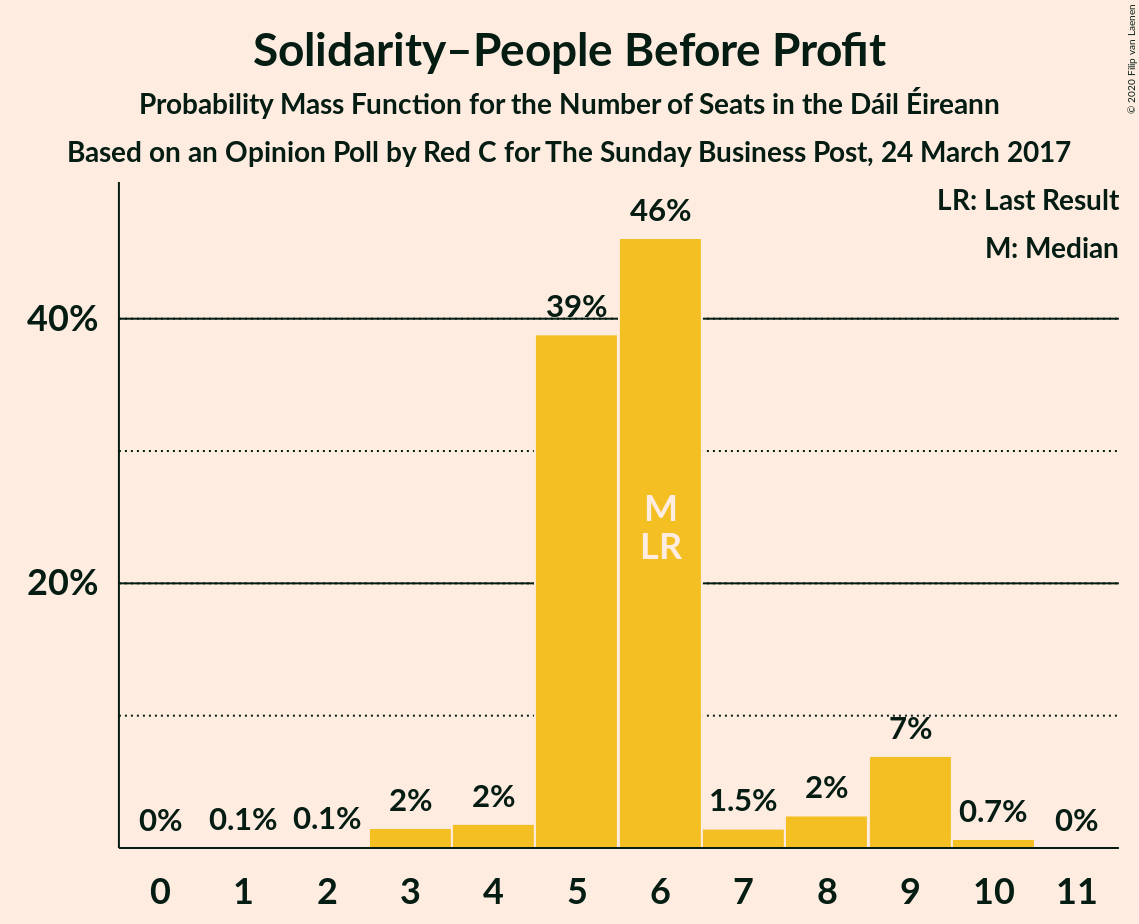 Solidarity–People Before Profit
Probability Mass Function for the Number of Seats in the Dáil Éireann
Based on an Opinion Poll by Red C for The Sunday Business Post, 24 March 2017
© 2020 Filip van Laenen
LR: Last Result
M: Median
40%
20%
0%
0.1%
0.1%
2%
2%
39%
46%
1.5%
2%
7%
0.7%
0%
M
LR
0 1 2 3 4 5 6 7 8 9 10 11